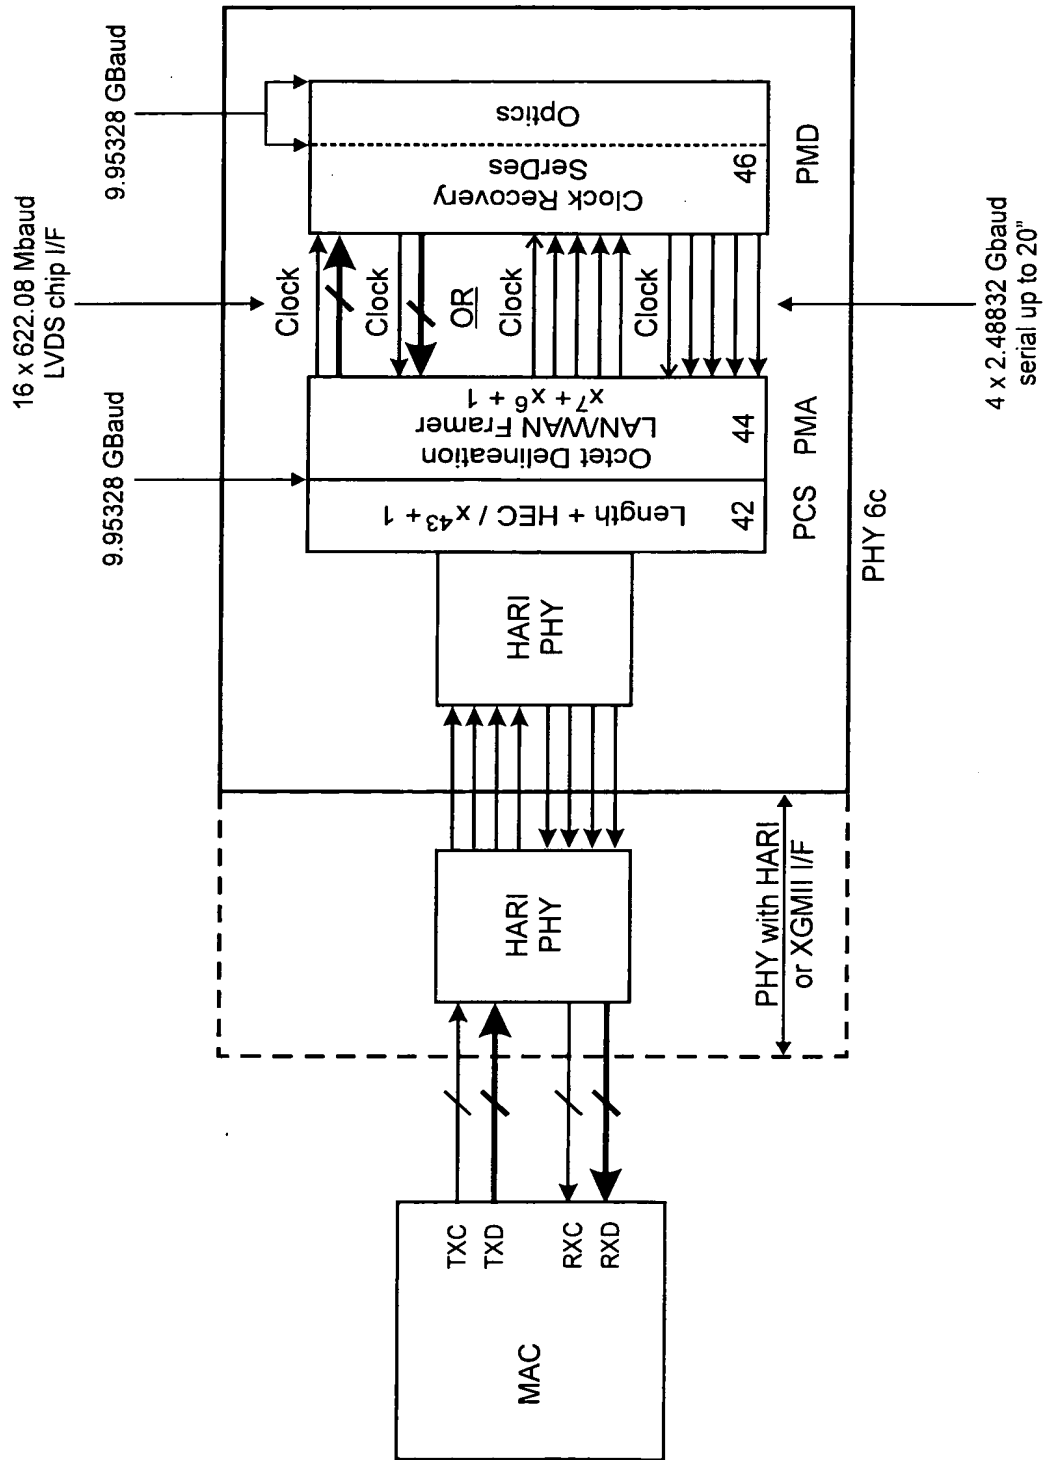 MAC
TXC
TXD
RXC
RXD
HARI
PHY
PHY with HARI
or XGMII I/F
HARI
PHY
9.95328 GBaud
Length + HEC / x⁴³ + 1
42
PCS
Octet Delineation
LAN/WAN Framer
x⁷ + x⁶ + 1
44
PMA
PHY 6c
16 x 622.08 Mbaud
LVDS chip I/F
Clock
Clock
OR
Clock
Clock
4 x 2.48832 Gbaud
serial up to 20"
9.95328 GBaud
Clock Recovery
SerDes
Optics
46
PMD